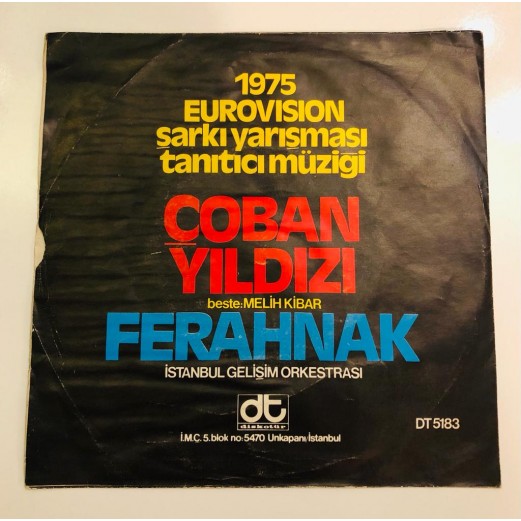 1975
EUROVISION
şarkı yarışması
tanıtıcı müziği
ÇOBAN
YILDIZI
beste:MELİH KİBAR
FERAHNAK
İSTANBUL GELİŞİM ORKESTRASI
dt
diskotür
DT 5183
İ.M.Ç. 5. blok no: 5470 Unkapanı/İstanbul